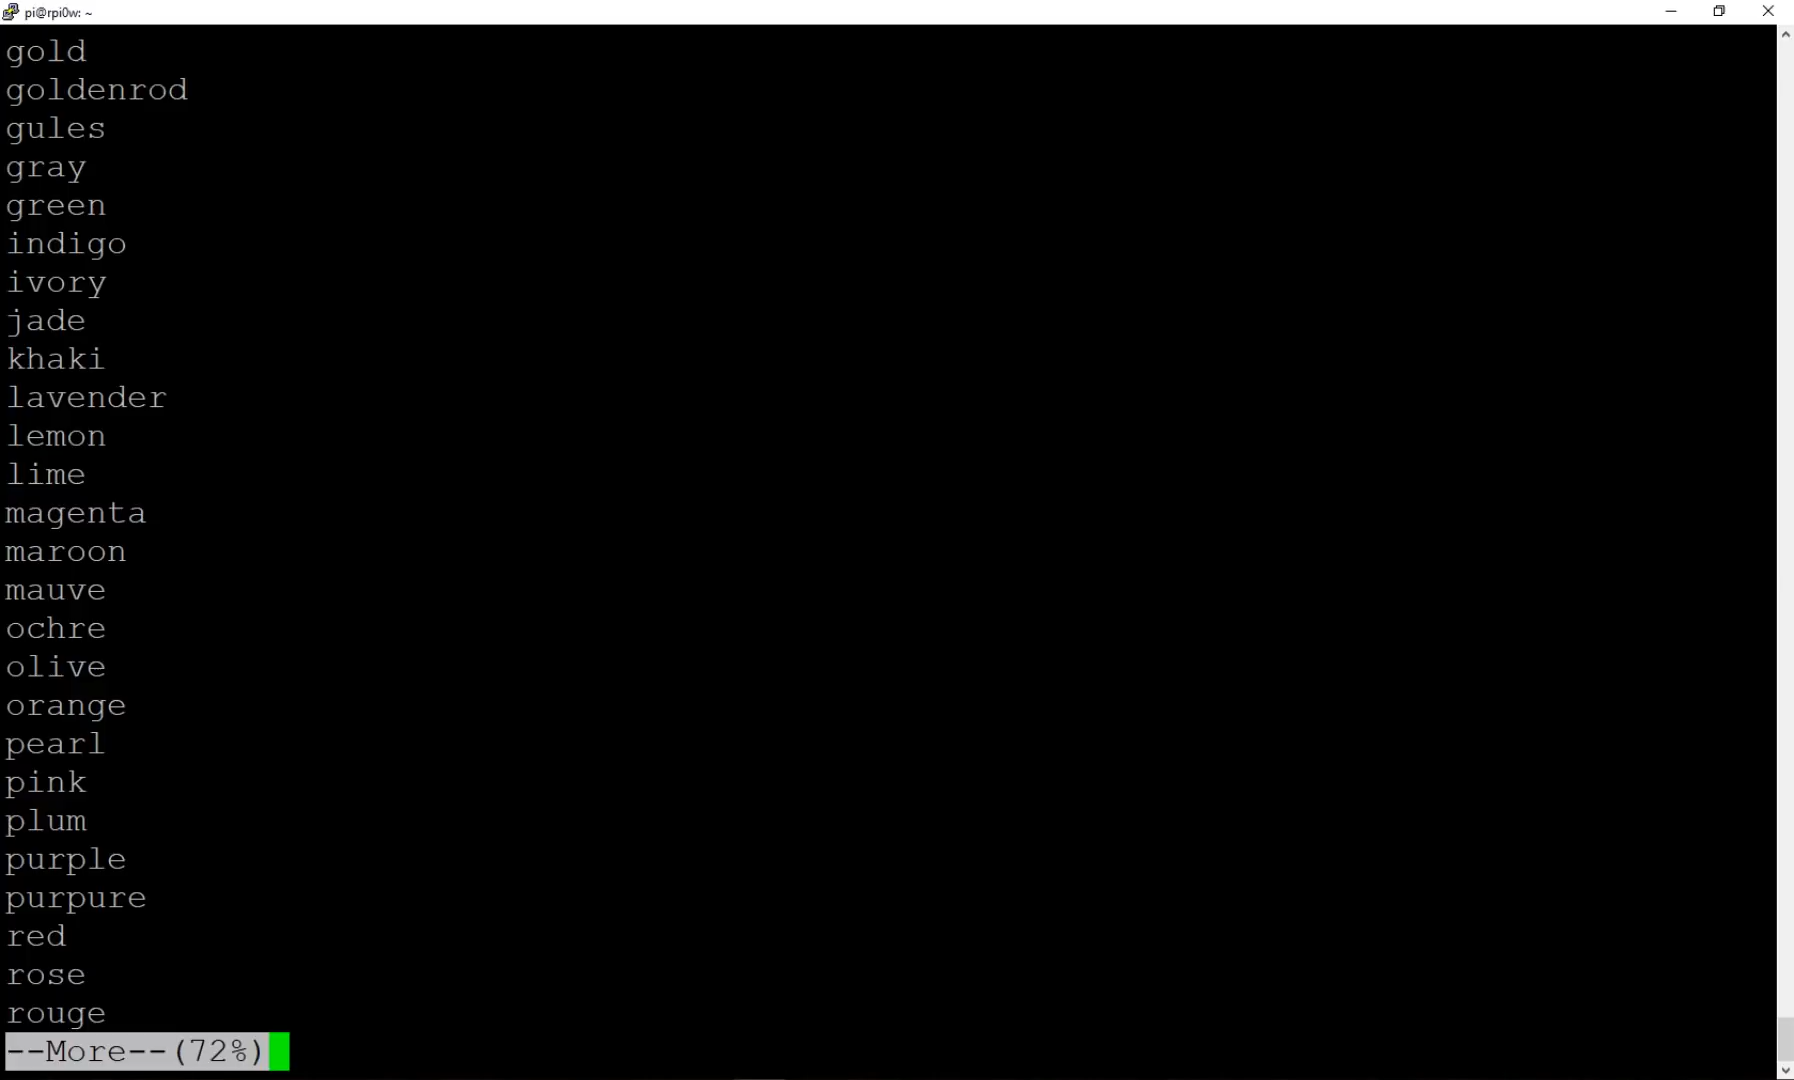 pi@rpi0w: ~
gold
goldenrod
gules
gray
green
indigo
ivory
jade
khaki
lavender
lemon
lime
magenta
maroon
mauve
ochre
olive
orange
pearl
pink
plum
purple
purpure
red
rose
rouge
--More--(72%)